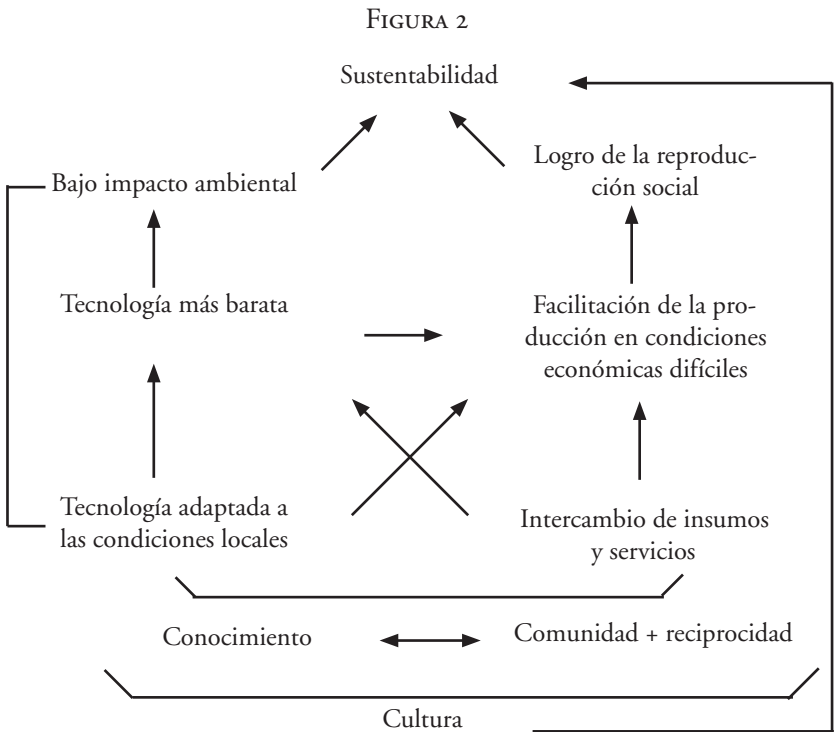 FIGURA 2
Sustentabilidad
Bajo impacto ambiental
Logro de la reproduc-
ción social
Tecnología más barata
Facilitación de la pro-
ducción en condiciones
económicas difíciles
Tecnología adaptada a
las condiciones locales
Intercambio de insumos
y servicios
Conocimiento
Comunidad + reciprocidad
Cultura